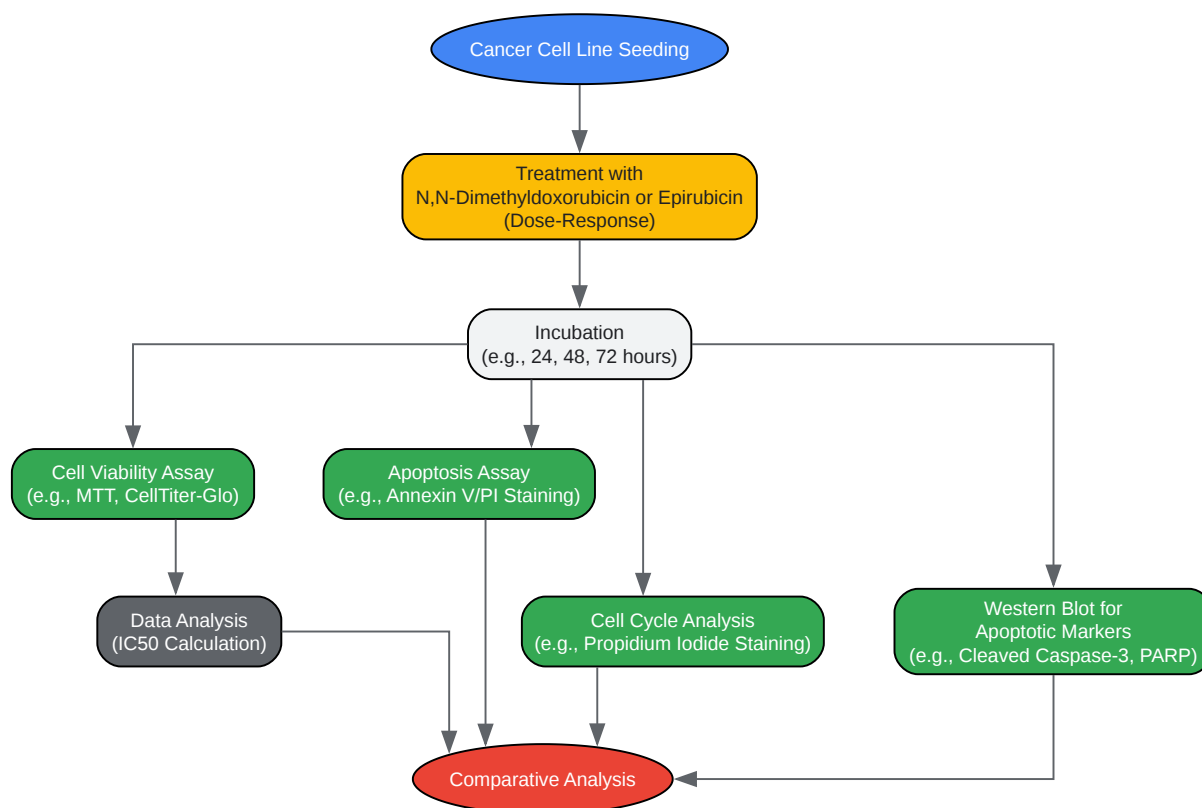 Cancer Cell Line Seeding
Treatment with
N,N-Dimethyldoxorubicin or Epirubicin
(Dose-Response)
Incubation
(e.g., 24, 48, 72 hours)
Cell Viability Assay
(e.g., MTT, CellTiter-Glo)
Apoptosis Assay
(e.g., Annexin V/PI Staining)
Data Analysis
(IC50 Calculation)
Cell Cycle Analysis
(e.g., Propidium Iodide Staining)
Western Blot for
Apoptotic Markers
(e.g., Cleaved Caspase-3, PARP)
Comparative Analysis